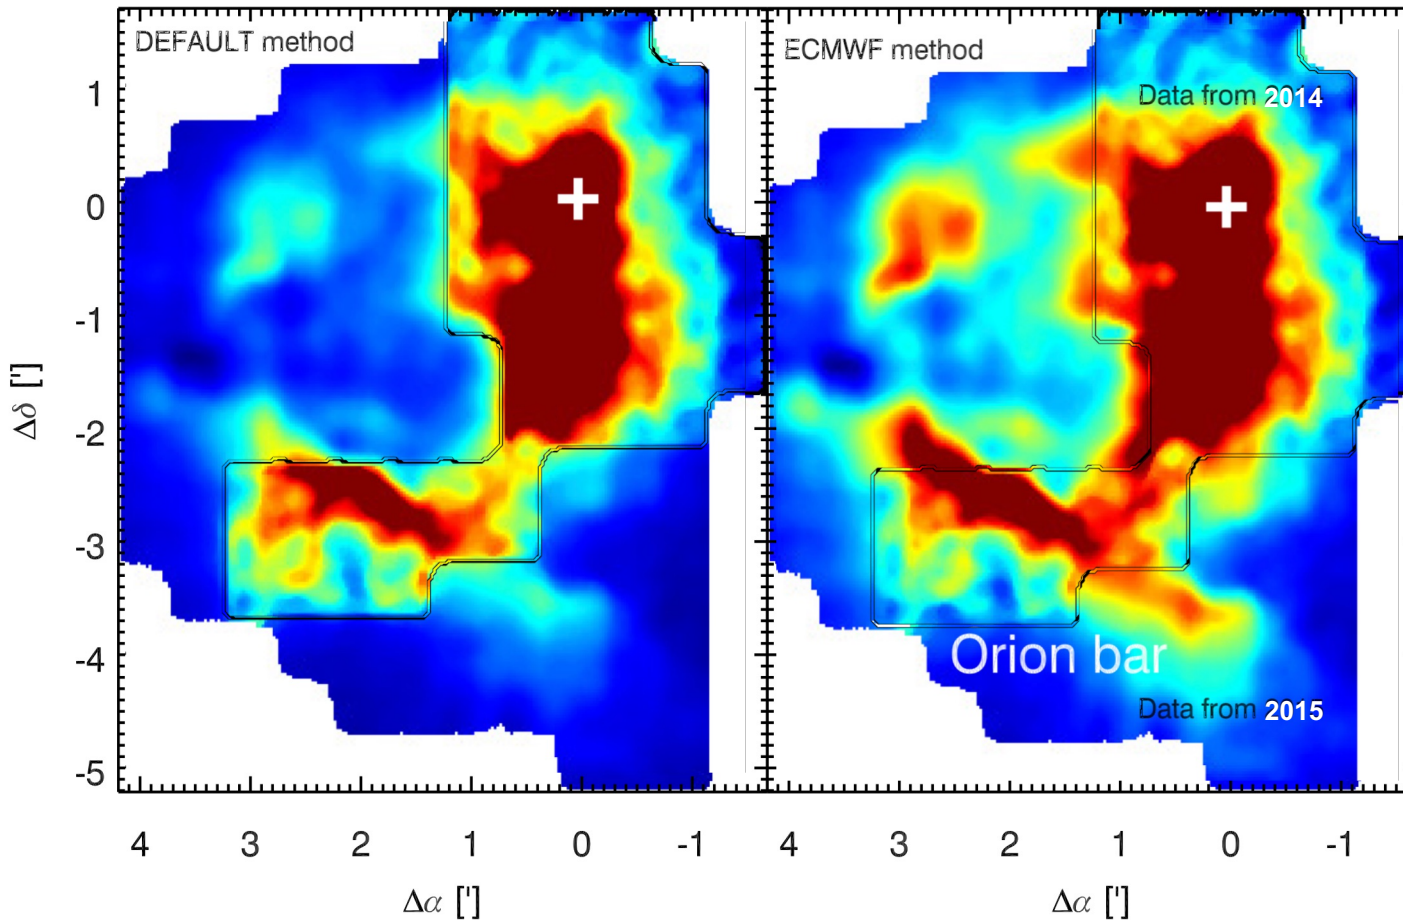 DEFAULT method
ECMWF method
Data from 2014
1
0
-1
-2
-3
-4
-5
Δδ [']
Orion bar
Data from 2015
4 3 2 1 0 -1
4 3 2 1 0 -1
Δα [']
Δα [']